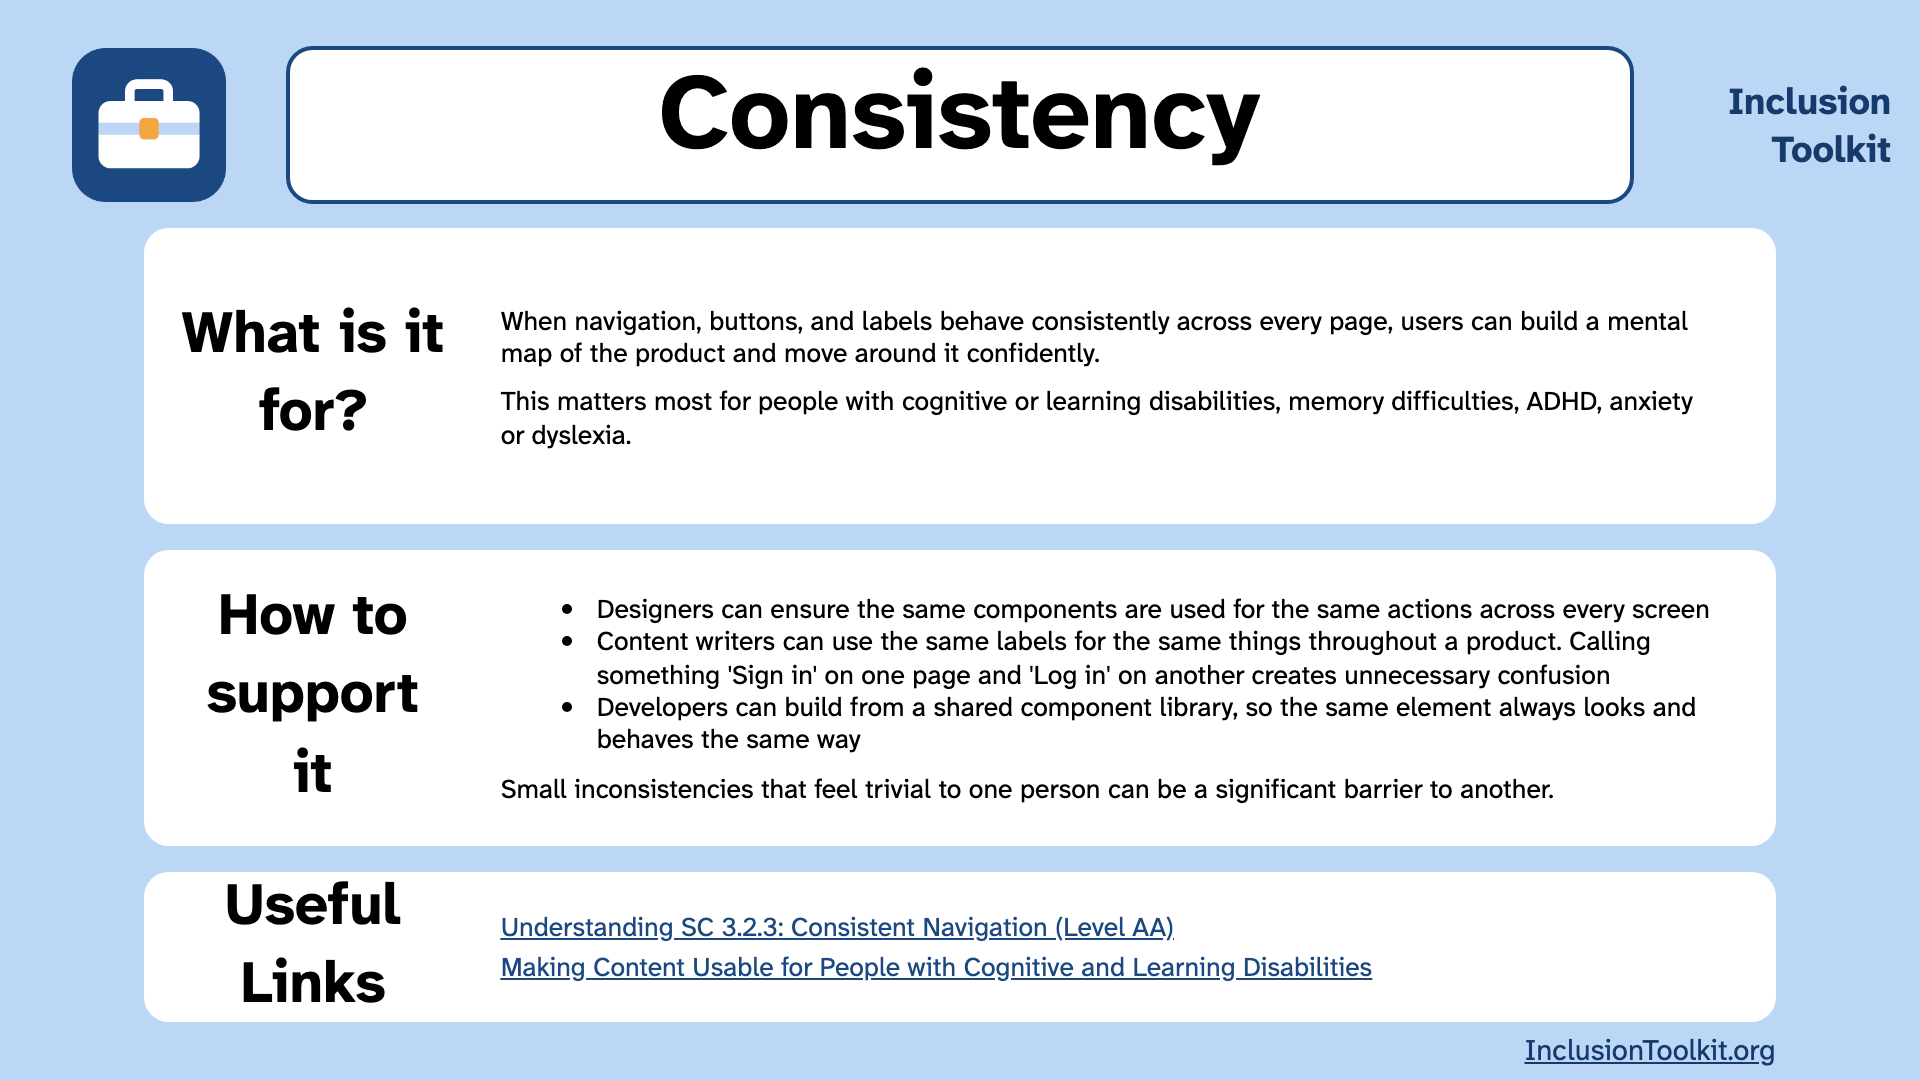 Consistency
Inclusion
Toolkit
What is it
for?
When navigation, buttons, and labels behave consistently across every page, users can build a mental
map of the product and move around it confidently.
This matters most for people with cognitive or learning disabilities, memory difficulties, ADHD, anxiety
or dyslexia.
How to
support
it
• Designers can ensure the same components are used for the same actions across every screen
• Content writers can use the same labels for the same things throughout a product. Calling
something 'Sign in' on one page and 'Log in' on another creates unnecessary confusion
• Developers can build from a shared component library, so the same element always looks and
behaves the same way
Small inconsistencies that feel trivial to one person can be a significant barrier to another.
Useful
Links
Understanding SC 3.2.3: Consistent Navigation (Level AA)
Making Content Usable for People with Cognitive and Learning Disabilities
InclusionToolkit.org